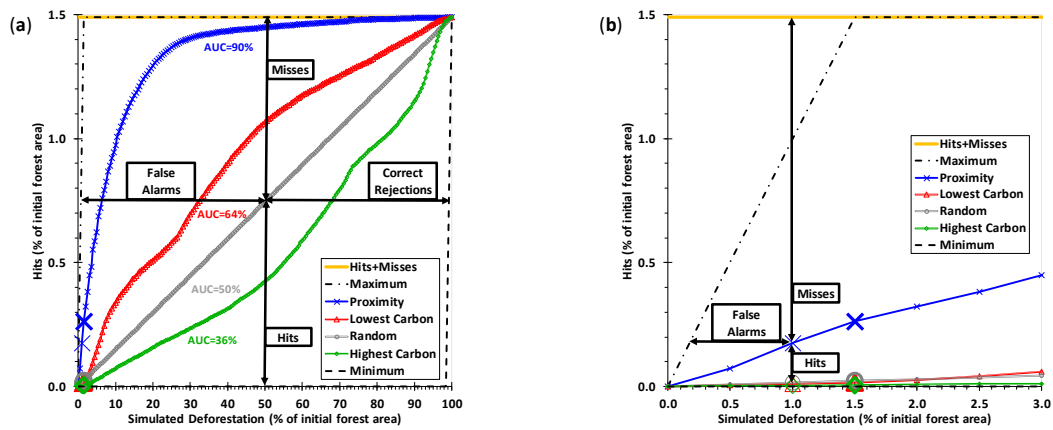 (a)
Hits (% of initial forest area)
1.5
1.0
0.5
0.0
AUC=90%
Misses
False
Alarms
Correct
Rejections
AUC=64%
AUC=50%
AUC=36%
Hits
Hits+Misses
Maximum
Proximity
Lowest Carbon
Random
Highest Carbon
Minimum
0 10 20 30 40 50 60 70 80 90 100
Simulated Deforestation (% of initial forest area)
(b)
Hits (% of initial forest area)
1.5
1.0
0.5
0.0
Hits+Misses
Maximum
Proximity
Lowest Carbon
Random
Highest Carbon
Minimum
Misses
False
Alarms
Hits
0.0 0.5 1.0 1.5 2.0 2.5 3.0
Simulated Deforestation (% of initial forest area)